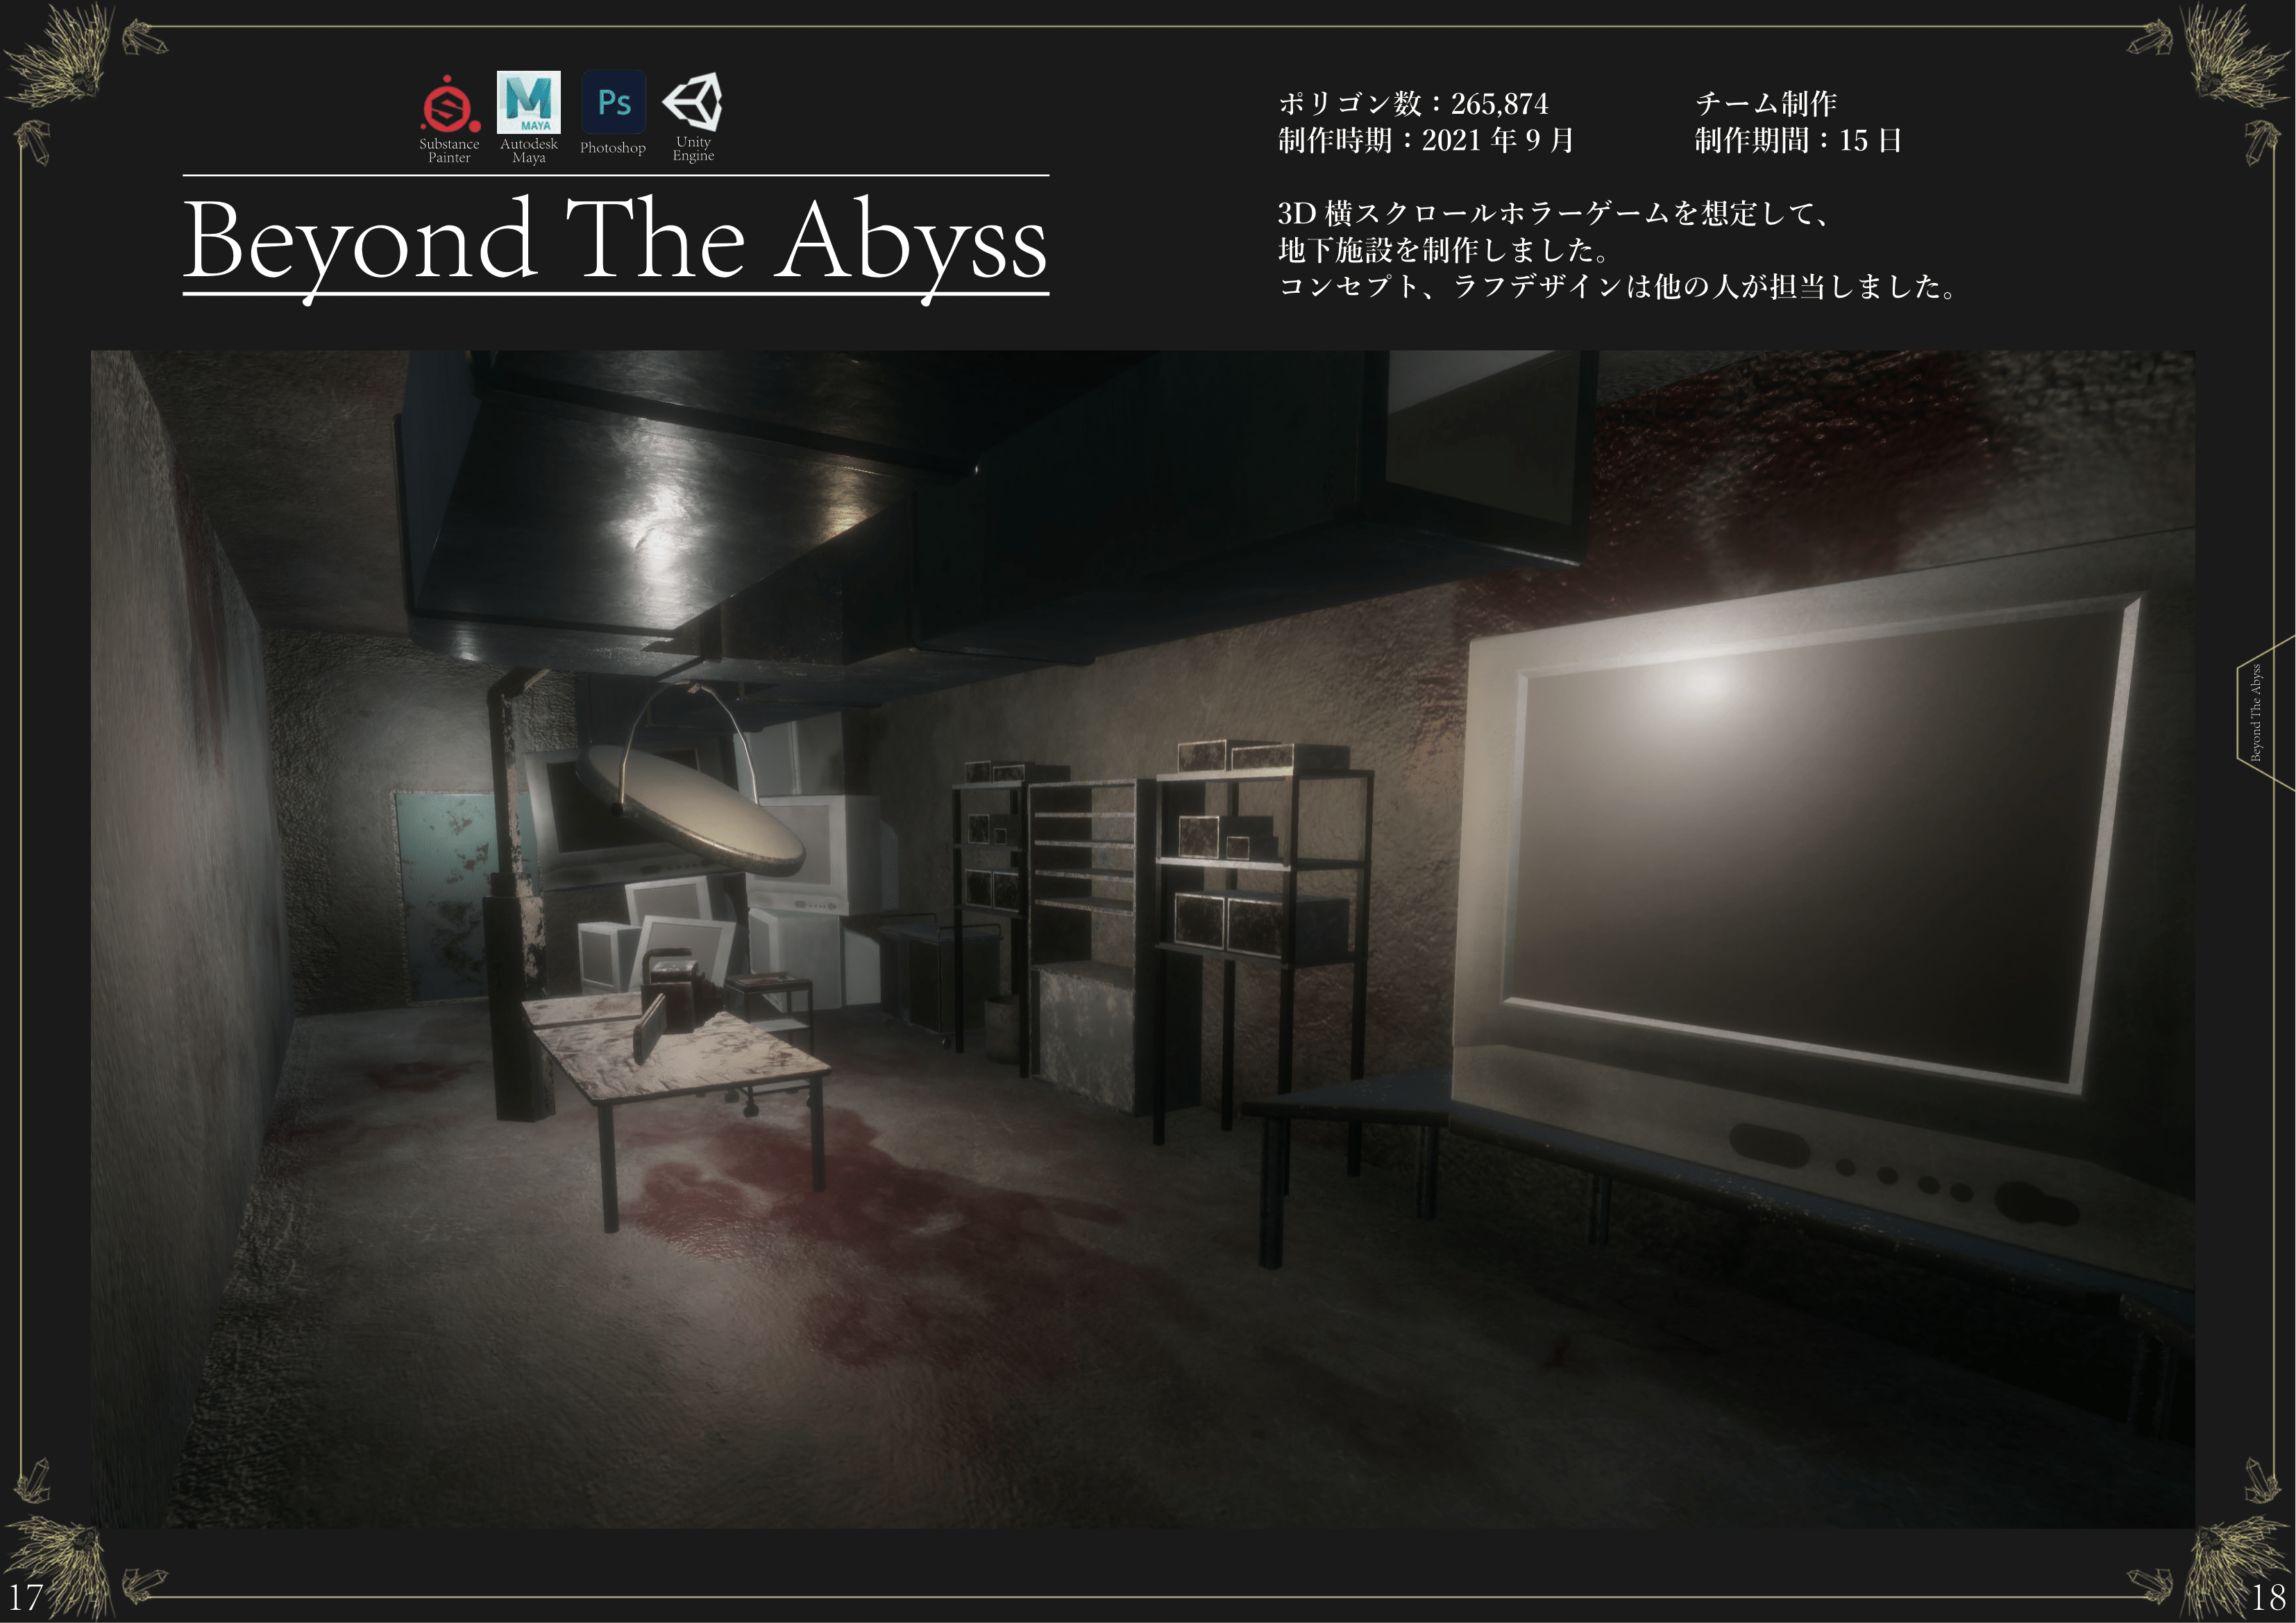 Substance
Painter
MAYA
Autodesk
Maya
Ps
Photoshop
Unity
Engine
Beyond The Abyss
ポリゴン数：265,874
制作時期：2021 年 9 月
チーム制作
制作期間：15 日
3D 横スクロールホラーゲームを想定して、
地下施設を制作しました。
コンセプト、ラフデザインは他の人が担当しました。
Beyond The Abyss
17
18